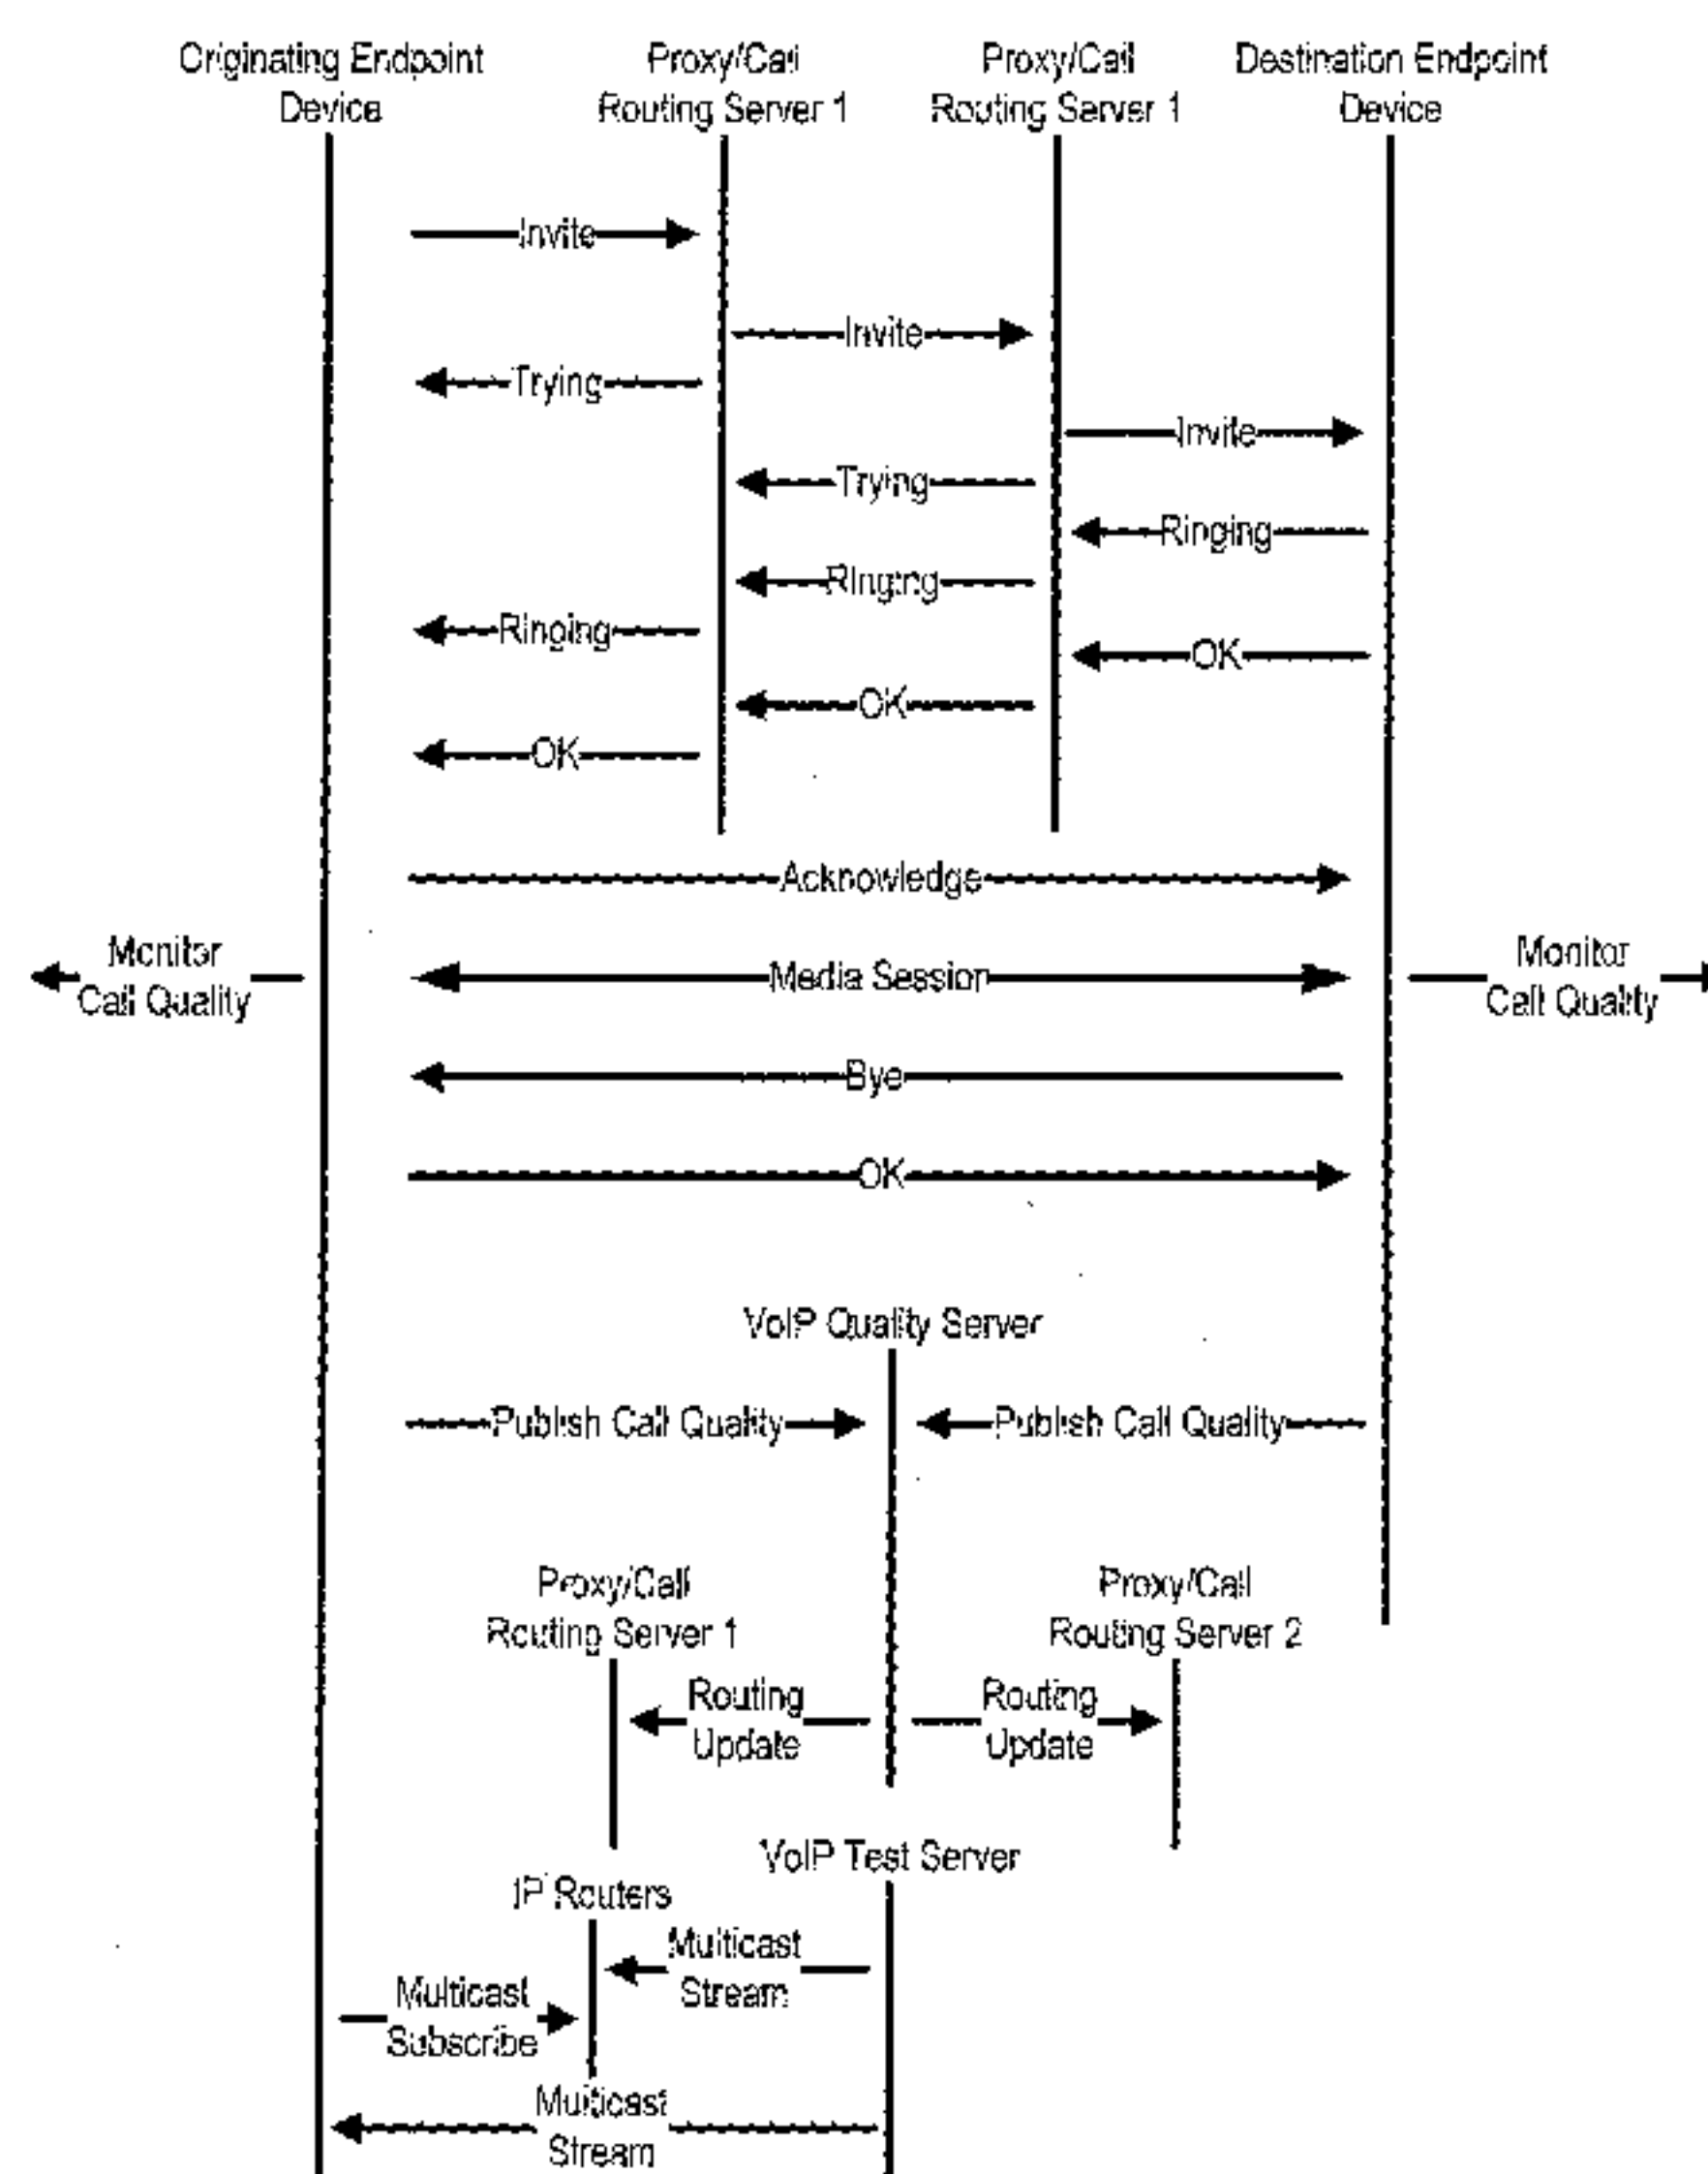 Originating Endpoint
Device
Proxy/Call
Routing Server 1
Proxy/Call
Routing Server 1
Destination Endpoint
Device
Invite
Invite
Trying
Invite
Trying
Ringing
Ringing
Ringing
OK
OK
OK
Acknowledge
Monitor
Call Quality
Media Session
Monitor
Call Quality
Bye
OK
VoIP Quality Server
Publish Call Quality
Publish Call Quality
Proxy/Call
Routing Server 1
Proxy/Call
Routing Server 2
Routing
Update
Routing
Update
VoIP Test Server
IP Routers
Multicast
Stream
Multicast
Subscribe
Multicast
Stream